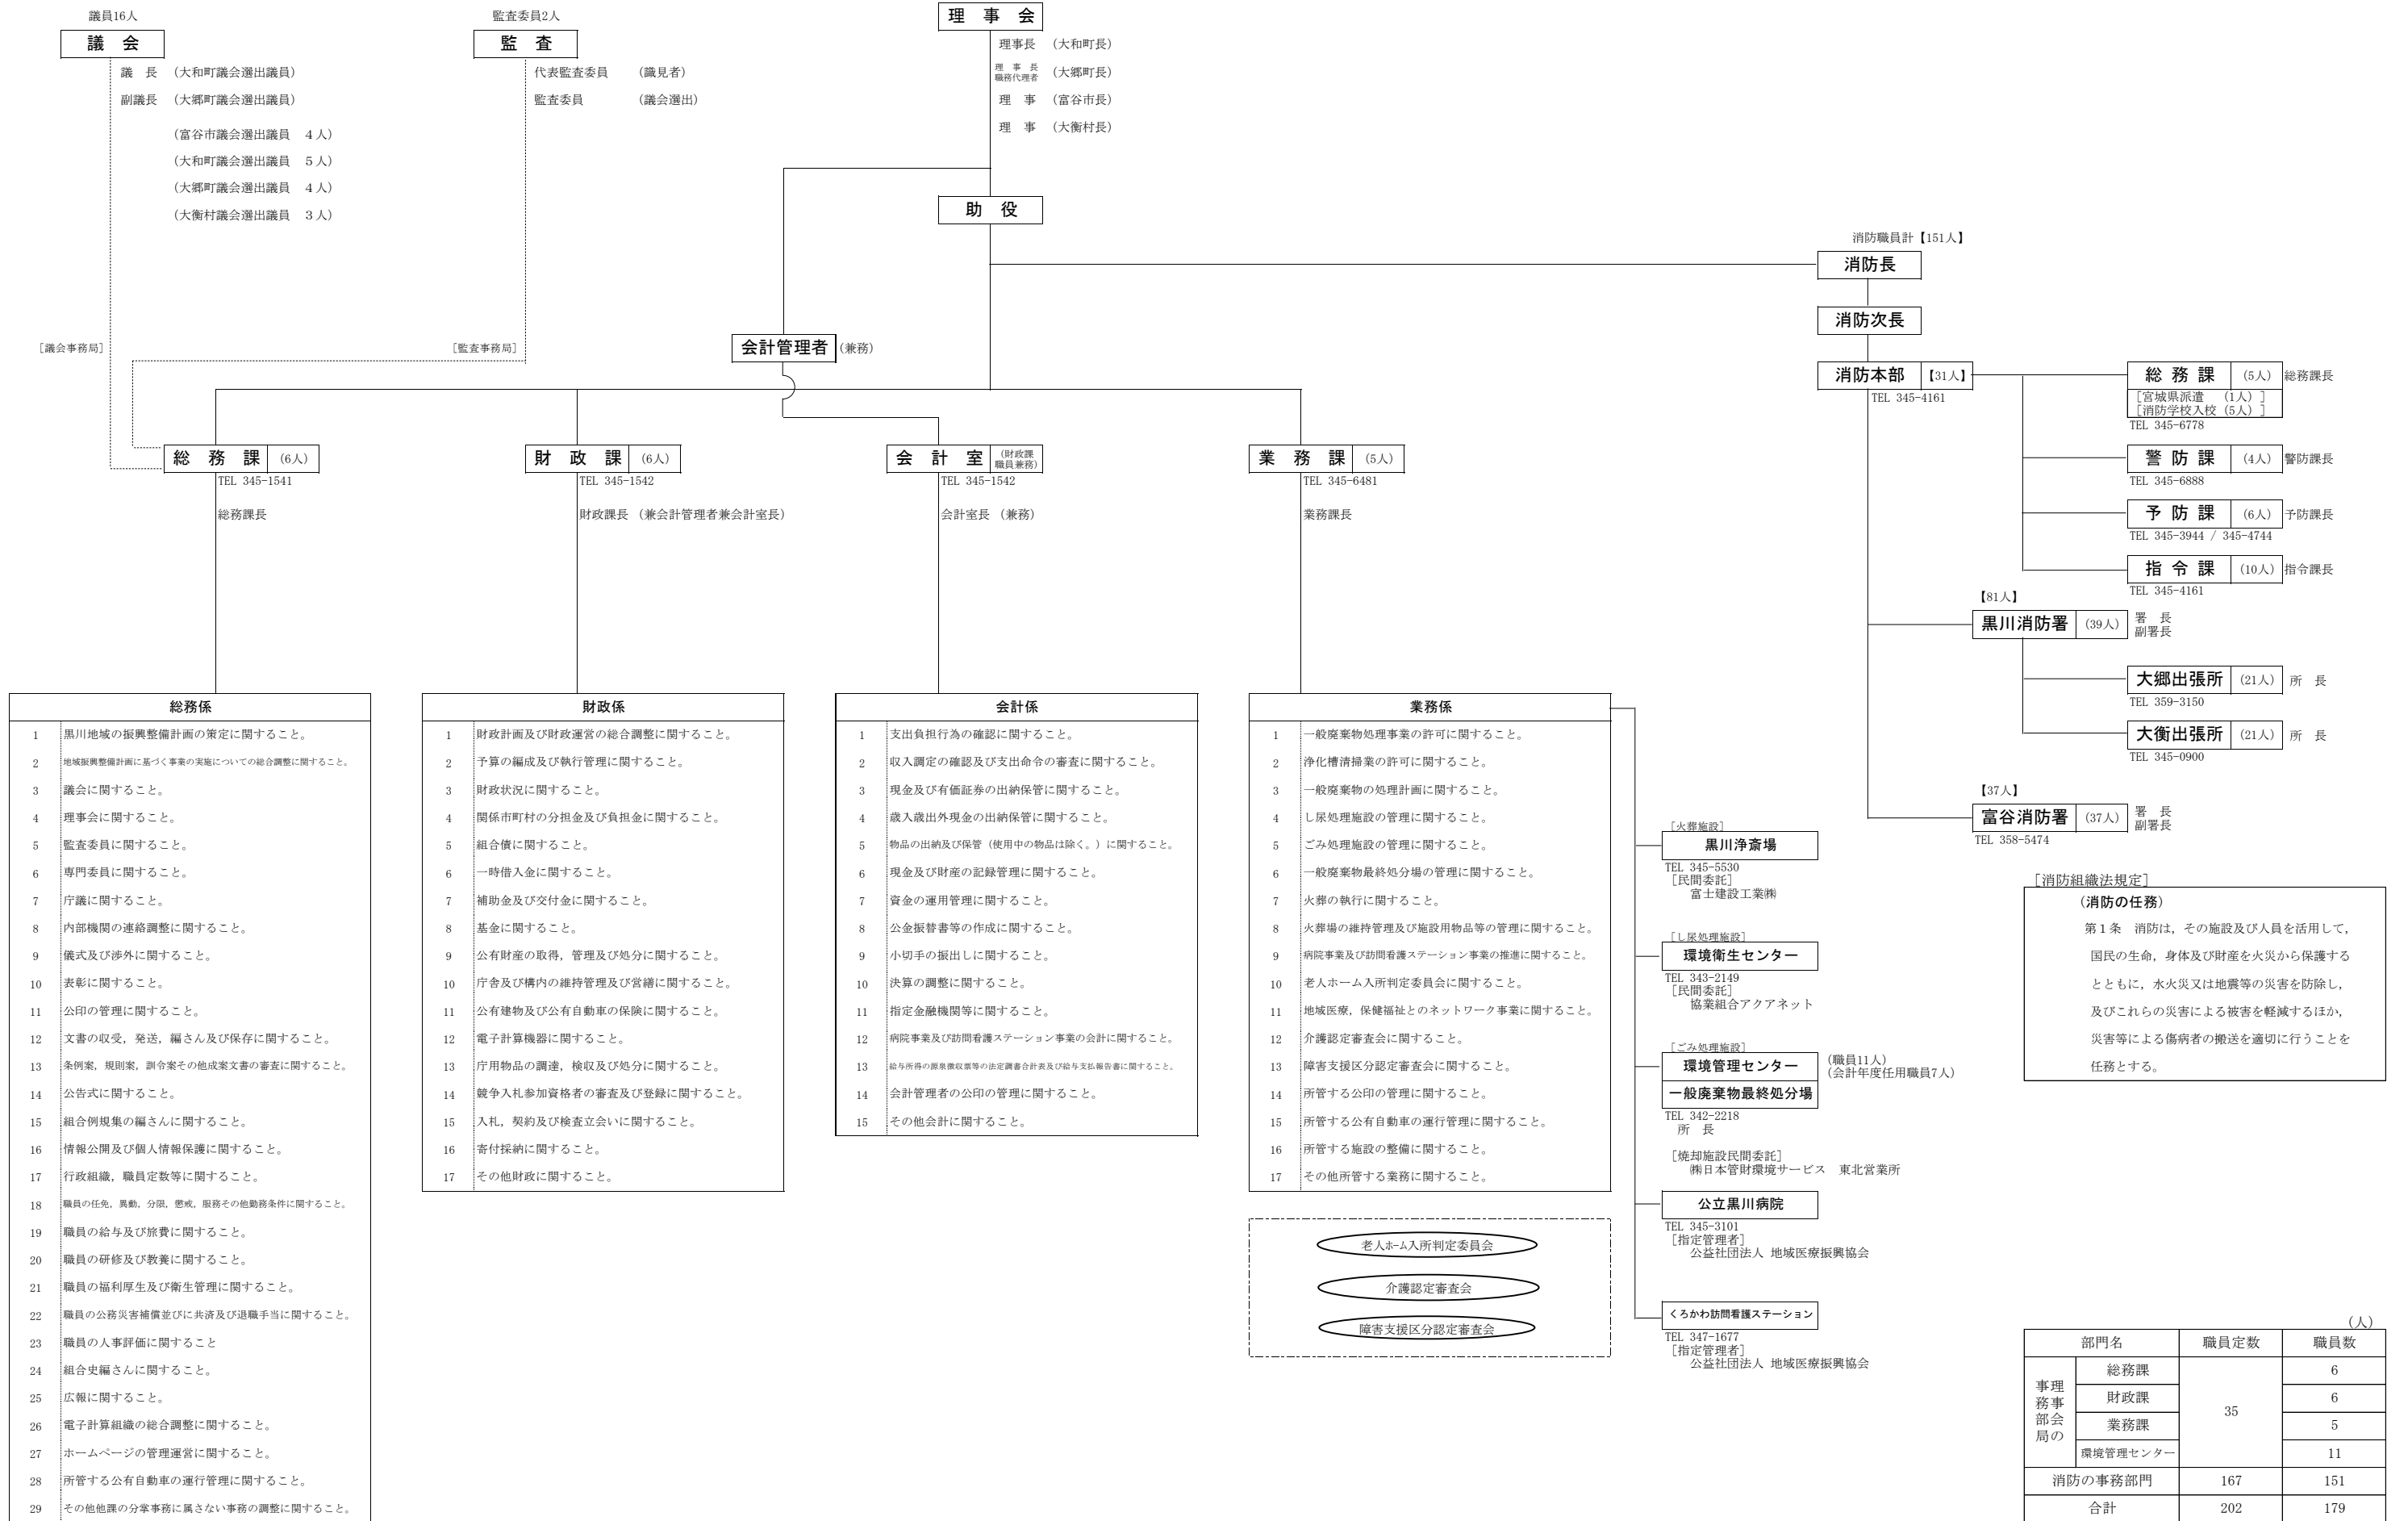 議員16人
議　会
議　長　（大和町議会選出議員）
副議長　（大郷町議会選出議員）
（富谷市議会選出議員　４人）
（大和町議会選出議員　５人）
（大郷町議会選出議員　４人）
（大衡村議会選出議員　３人）
［議会事務局］
監査委員2人
監　査
代表監査委員　　（識見者）
監査委員　　　　（議会選出）
［監査事務局］
理　事　会
理事長　（大和町長）
理　事　長
職務代理者　（大郷町長）
理　事　（富谷市長）
理　事　（大衡村長）
助　役
会計管理者（兼務）
総　務　課　（6人）
TEL 345-1541
総務課長
財　政　課　（6人）
TEL 345-1542
財政課長 （兼会計管理者兼会計室長）
会　計　室　（財政課
職員兼務）
TEL 345-1542
会計室長 （兼務）
業　務　課　（5人）
TEL 345-6481
業務課長
消防職員計【151人】
消防長
消防次長
消防本部　【31人】
TEL 345-4161
総 務 課　（5人）総務課長
［宮城県派遣　（1人）］
［消防学校入校（5人）］
TEL 345-6778
警 防 課　（4人）警防課長
TEL 345-6888
予 防 課　（6人）予防課長
TEL 345-3944 / 345-4744
指 令 課　（10人）指令課長
TEL 345-4161
【81人】
黒川消防署　（39人）　署　長
副署長
大郷出張所　（21人）　所　長
TEL 359-3150
大衡出張所　（21人）　所　長
TEL 345-0900
【37人】
富谷消防署　（37人）　署　長
副署長
TEL 358-5474
総務係
1　黒川地域の振興整備計画の策定に関すること。
2　地域振興整備計画に基づく事業の実施についての総合調整に関すること。
3　議会に関すること。
4　理事会に関すること。
5　監査委員に関すること。
6　専門委員に関すること。
7　庁議に関すること。
8　内部機関の連絡調整に関すること。
9　儀式及び渉外に関すること。
10　表彰に関すること。
11　公印の管理に関すること。
12　文書の収受，発送，編さん及び保存に関すること。
13　条例案，規則案，訓令案その他成案文書の審査に関すること。
14　公告式に関すること。
15　組合例規集の編さんに関すること。
16　情報公開及び個人情報保護に関すること。
17　行政組織，職員定数等に関すること。
18　職員の任免，異動，分限，懲戒，服務その他勤務条件に関すること。
19　職員の給与及び旅費に関すること。
20　職員の研修及び教養に関すること。
21　職員の福利厚生及び衛生管理に関すること。
22　職員の公務災害補償並びに共済及び退職手当に関すること。
23　職員の人事評価に関すること
24　組合史編さんに関すること。
25　広報に関すること。
26　電子計算組織の総合調整に関すること。
27　ホームページの管理運営に関すること。
28　所管する公有自動車の運行管理に関すること。
29　その他他課の分掌事務に属さない事務の調整に関すること。
財政係
1　財政計画及び財政運営の総合調整に関すること。
2　予算の編成及び執行管理に関すること。
3　財政状況に関すること。
4　関係市町村の分担金及び負担金に関すること。
5　組合債に関すること。
6　一時借入金に関すること。
7　補助金及び交付金に関すること。
8　基金に関すること。
9　公有財産の取得，管理及び処分に関すること。
10　庁舎及び構内の維持管理及び営繕に関すること。
11　公有建物及び公有自動車の保険に関すること。
12　電子計算機器に関すること。
13　庁用物品の調達，検収及び処分に関すること。
14　競争入札参加資格者の審査及び登録に関すること。
15　入札，契約及び検査立会いに関すること。
16　寄付採納に関すること。
17　その他財政に関すること。
会計係
1　支出負担行為の確認に関すること。
2　収入調定の確認及び支出命令の審査に関すること。
3　現金及び有価証券の出納保管に関すること。
4　歳入歳出外現金の出納保管に関すること。
5　物品の出納及び保管（使用中の物品は除く。）に関すること。
6　現金及び財産の記録管理に関すること。
7　資金の運用管理に関すること。
8　公金振替書等の作成に関すること。
9　小切手の振出しに関すること。
10　決算の調整に関すること。
11　指定金融機関等に関すること。
12　病院事業及び訪問看護ステーション事業の会計に関すること。
13　給与所得の源泉徴収票等の法定調書合計表及び給与支払報告書に関すること。
14　会計管理者の公印の管理に関すること。
15　その他会計に関すること。
業務係
1　一般廃棄物処理事業の許可に関すること。
2　浄化槽清掃業の許可に関すること。
3　一般廃棄物の処理計画に関すること。
4　し尿処理施設の管理に関すること。
5　ごみ処理施設の管理に関すること。
6　一般廃棄物最終処分場の管理に関すること。
7　火葬の執行に関すること。
8　火葬場の維持管理及び施設用物品等の管理に関すること。
9　病院事業及び訪問看護ステーション事業の推進に関すること。
10　老人ホーム入所判定委員会に関すること。
11　地域医療，保健福祉とのネットワーク事業に関すること。
12　介護認定審査会に関すること。
13　障害支援区分認定審査会に関すること。
14　所管する公印の管理に関すること。
15　所管する公有自動車の運行管理に関すること。
16　所管する施設の整備に関すること。
17　その他所管する業務に関すること。
老人ﾎｰﾑ入所判定委員会
介護認定審査会
障害支援区分認定審査会
［火葬施設］
黒川浄斎場
TEL 345-5530
［民間委託］
富士建設工業㈱
［し尿処理施設］
環境衛生センター
TEL 343-2149
［民間委託］
協業組合アクアネット
［ごみ処理施設］
環境管理センター　（職員11人）
（会計年度任用職員7人）
一般廃棄物最終処分場
TEL 342-2218
所　長
［焼却施設民間委託］
㈱日本管財環境サービス　東北営業所
公立黒川病院
TEL 345-3101
［指定管理者］
公益社団法人 地域医療振興協会
くろかわ訪問看護ステーション
TEL 347-1677
［指定管理者］
公益社団法人 地域医療振興協会
［消防組織法規定］
（消防の任務）
第１条　消防は，その施設及び人員を活用して，
国民の生命，身体及び財産を火災から保護する
とともに，水火災又は地震等の災害を防除し，
及びこれらの災害による被害を軽減するほか，
災害等による傷病者の搬送を適切に行うことを
任務とする。
（人）
部門名　職員定数　職員数
理事会の事務部局
総務課　35　6
財政課　6
業務課　5
環境管理センター　11
消防の事務部門　167　151
合計　202　179